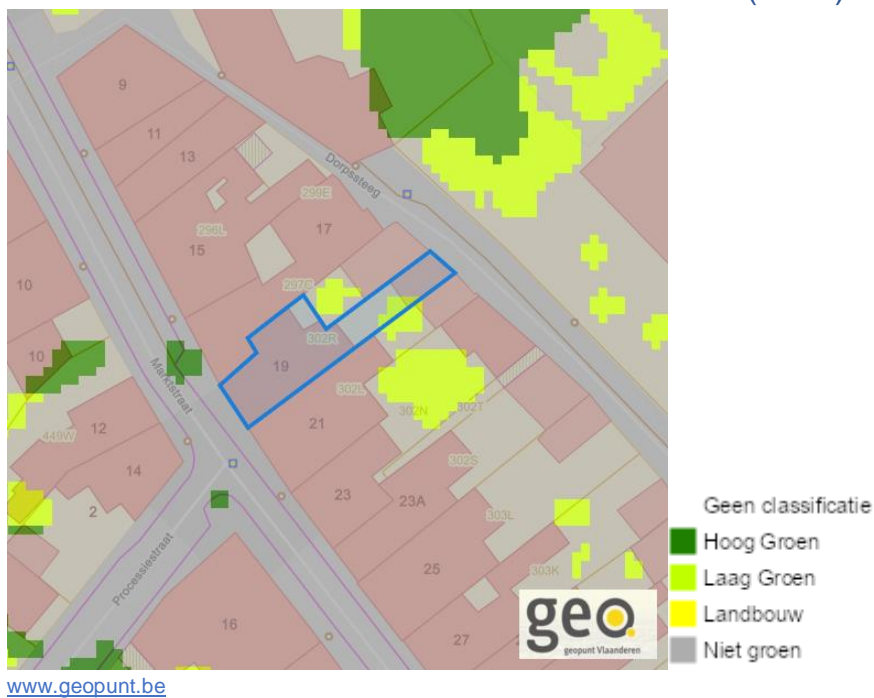 9
11
13
Dorpssteeg
299E
296L
17
15
10
297C
302R
10
19
Marktstraat
302L
302N
302T
449W
12
21
14
302S
23
23A
2
303L
Processiestraat
25
303K
16
27
geo.
geopunt Vlaanderen
Geen classificatie
Hoog Groen
Laag Groen
Landbouw
Niet groen
www.geopunt.be